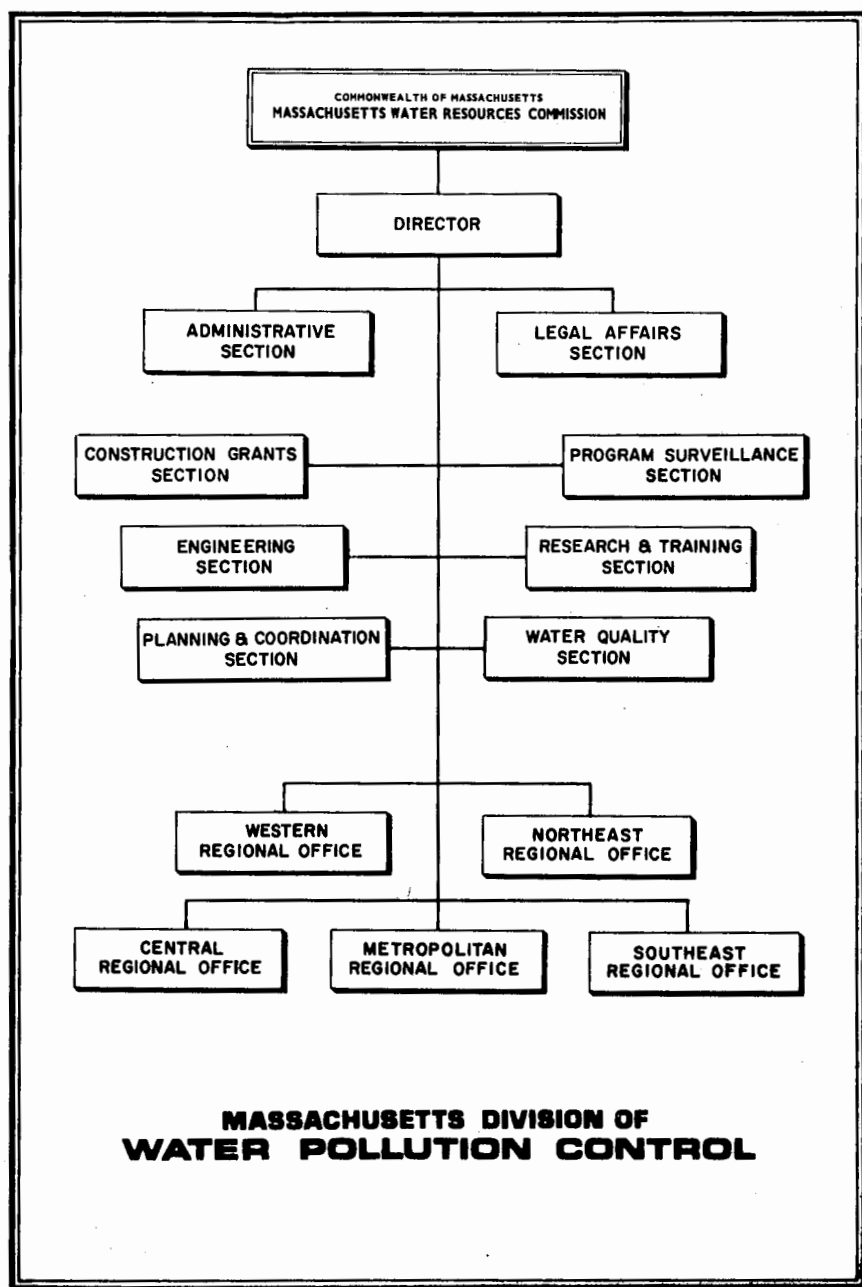 COMMONWEALTH OF MASSACHUSETTS
MASSACHUSETTS WATER RESOURCES COMMISSION
DIRECTOR
ADMINISTRATIVE
SECTION
LEGAL AFFAIRS
SECTION
CONSTRUCTION GRANTS
SECTION
PROGRAM SURVEILLANCE
SECTION
ENGINEERING
SECTION
RESEARCH & TRAINING
SECTION
PLANNING & COORDINATION
SECTION
WATER QUALITY
SECTION
WESTERN
REGIONAL OFFICE
NORTHEAST
REGIONAL OFFICE
CENTRAL
REGIONAL OFFICE
METROPOLITAN
REGIONAL OFFICE
SOUTHEAST
REGIONAL OFFICE
MASSACHUSETTS DIVISION OF
WATER POLLUTION CONTROL